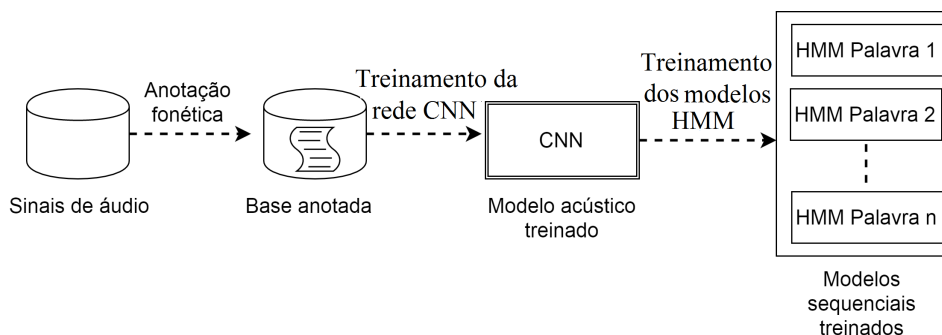 Anotação
fonética
Sinais de áudio
Treinamento da
rede CNN
Base anotada
CNN
Modelo acústico
treinado
Treinamento
dos modelos
HMM
HMM Palavra 1
HMM Palavra 2
HMM Palavra n
Modelos
sequenciais
treinados